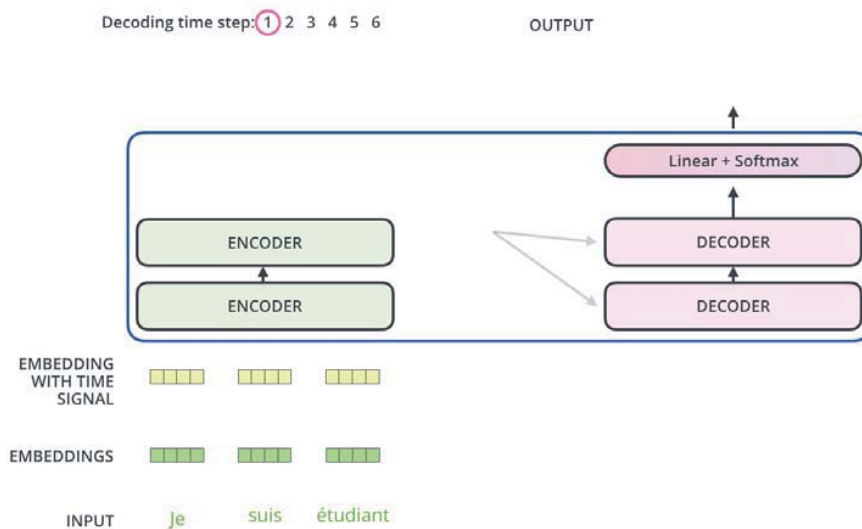 Decoding time step: 1 2 3 4 5 6
OUTPUT
Linear + Softmax
ENCODER
DECODER
ENCODER
DECODER
EMBEDDING
WITH TIME
SIGNAL
EMBEDDINGS
INPUT
Je suis étudiant